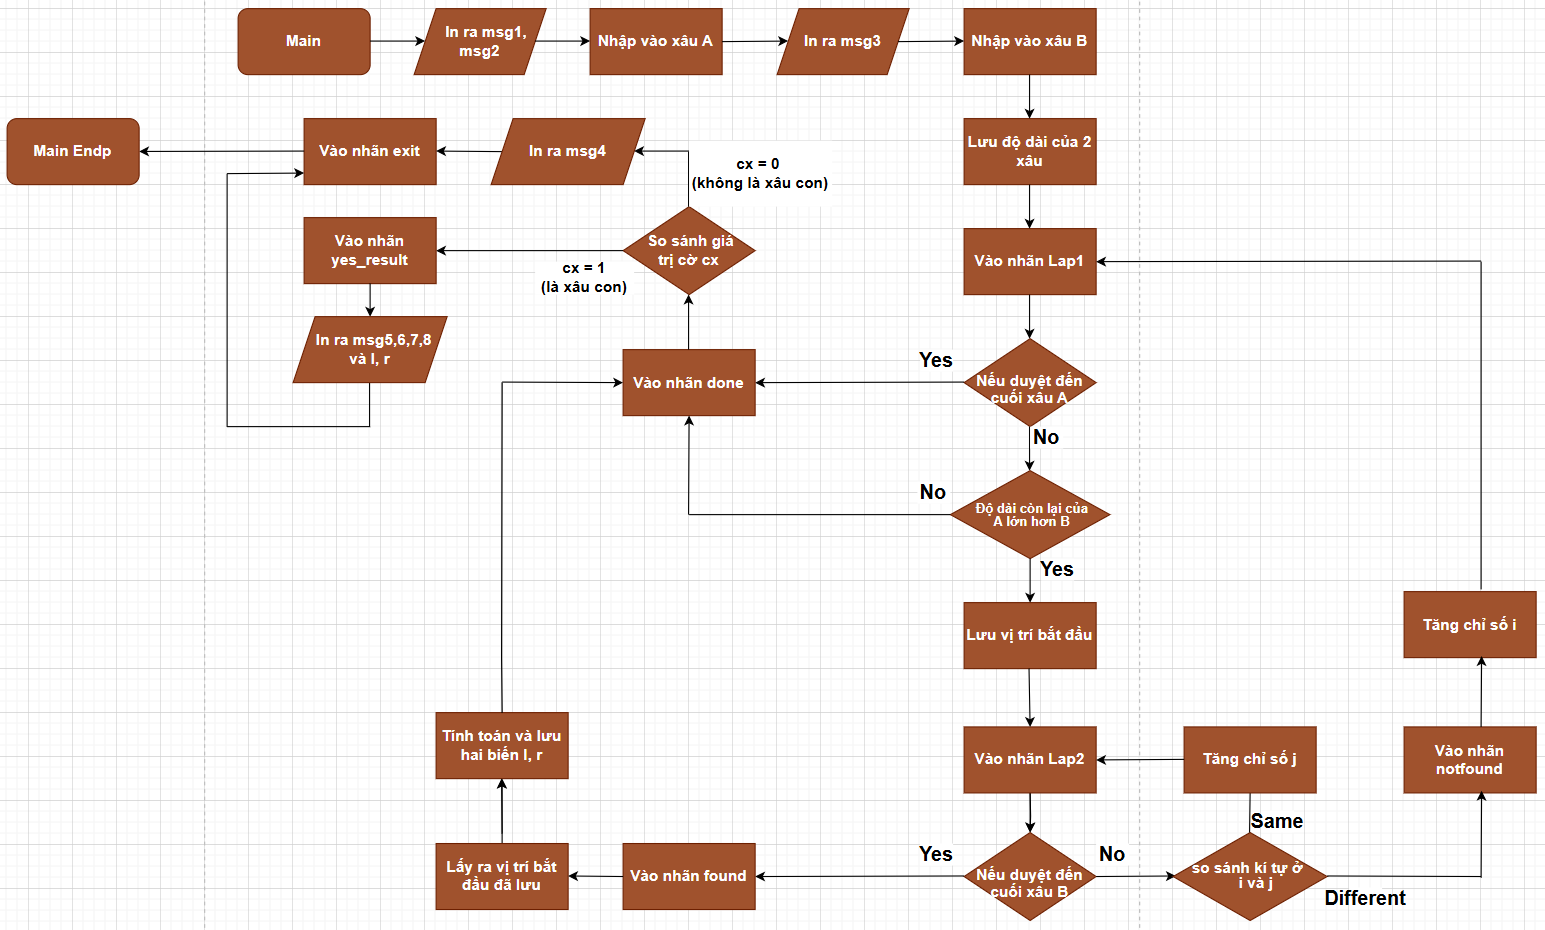 Main
In ra msg1,
msg2
Nhập vào xâu A
In ra msg3
Nhập vào xâu B
Main Endp
Vào nhãn exit
In ra msg4
cx = 0
(không là xâu con)
Lưu độ dài của 2
xâu
Vào nhãn
yes_result
So sánh giá
trị cờ cx
cx = 1
(là xâu con)
Vào nhãn Lap1
In ra msg5,6,7,8
và l, r
Vào nhãn done
Yes
Nếu duyệt đến
cuối xâu A
No
No
Độ dài còn lại của
A lớn hơn B
Yes
Lưu vị trí bắt đầu
Tăng chỉ số i
Tính toán và lưu
hai biến l, r
Vào nhãn Lap2
Tăng chỉ số j
Vào nhãn
notfound
Same
Lấy ra vị trí bắt
đầu đã lưu
Vào nhãn found
Yes
Nếu duyệt đến
cuối xâu B
No
so sánh kí tự ở
i và j
Different